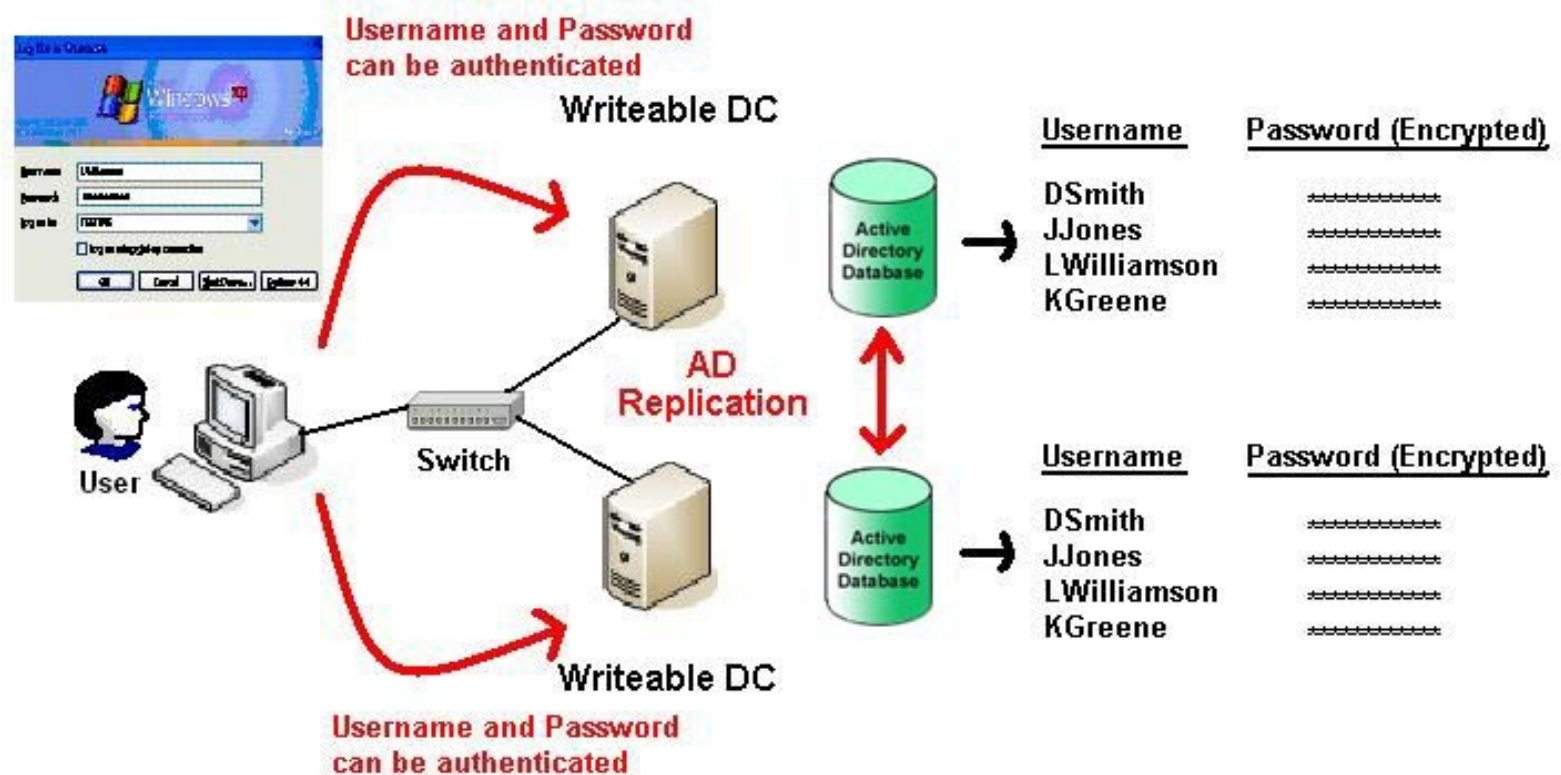 Username and Password
can be authenticated
Windows xp
Writeable DC
Username Password (Encrypted)
DSmith ************
JJones ************
LWilliamson ************
KGreene ************
Active
Directory
Database
AD
Replication
User
Switch
Username Password (Encrypted)
DSmith ************
JJones ************
LWilliamson ************
KGreene ************
Active
Directory
Database
Writeable DC
Username and Password
can be authenticated